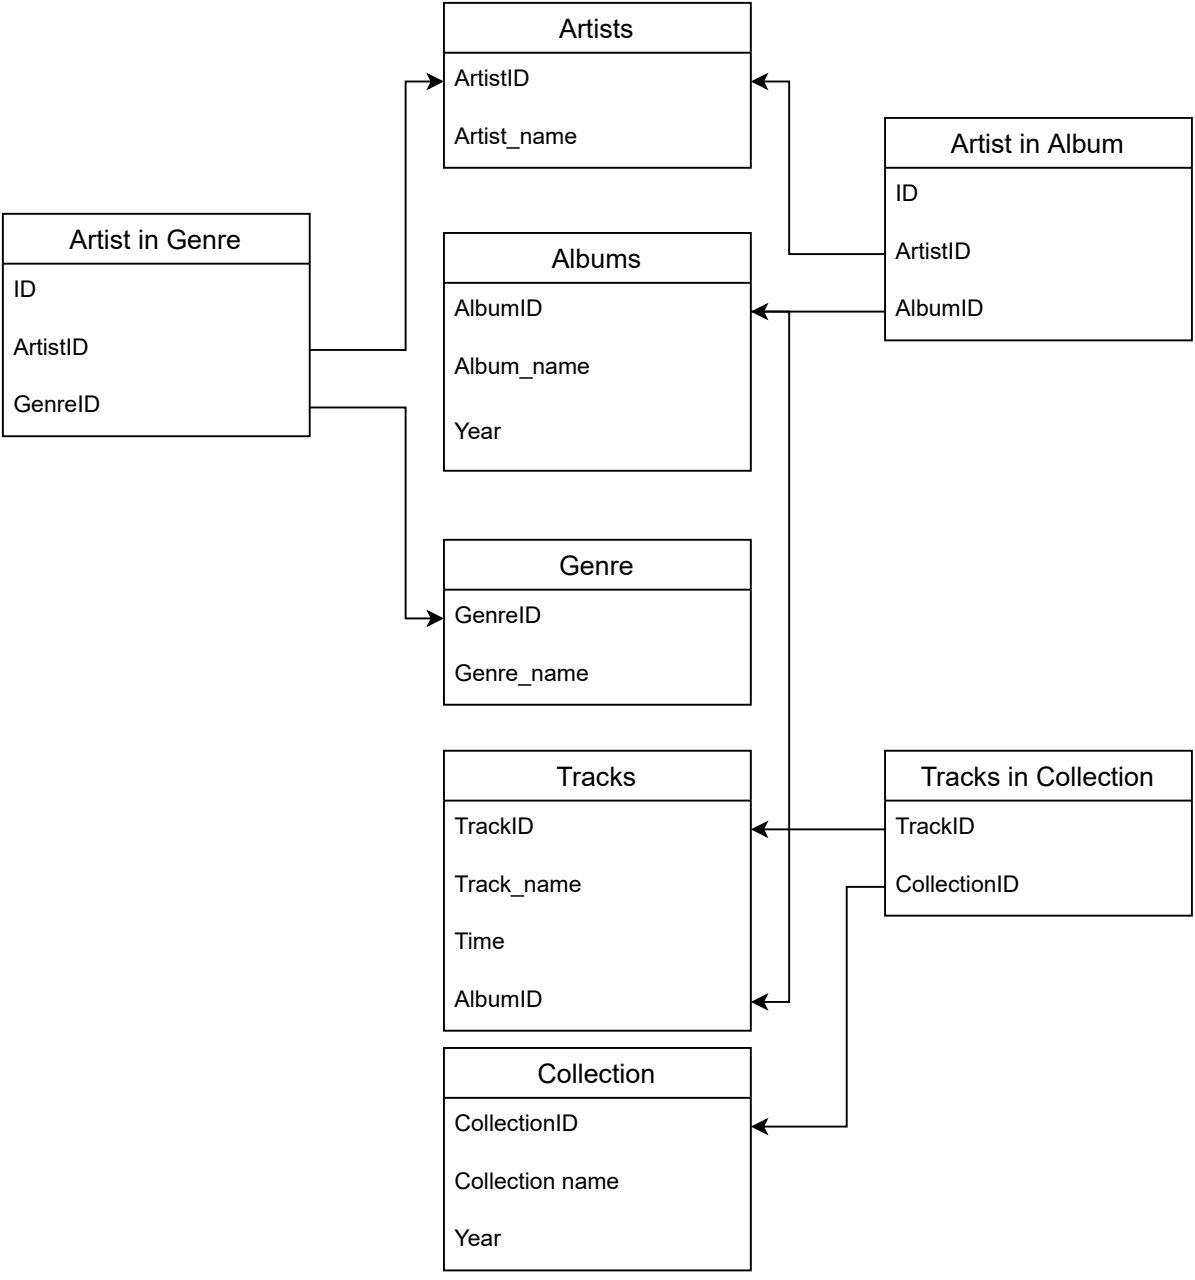 Artists
ArtistID
Artist_name
Artist in Album
ID
ArtistID
AlbumID
Artist in Genre
ID
ArtistID
GenreID
Albums
AlbumID
Album_name
Year
Genre
GenreID
Genre_name
Tracks
TrackID
Track_name
Time
AlbumID
Tracks in Collection
TrackID
CollectionID
Collection
CollectionID
Collection name
Year